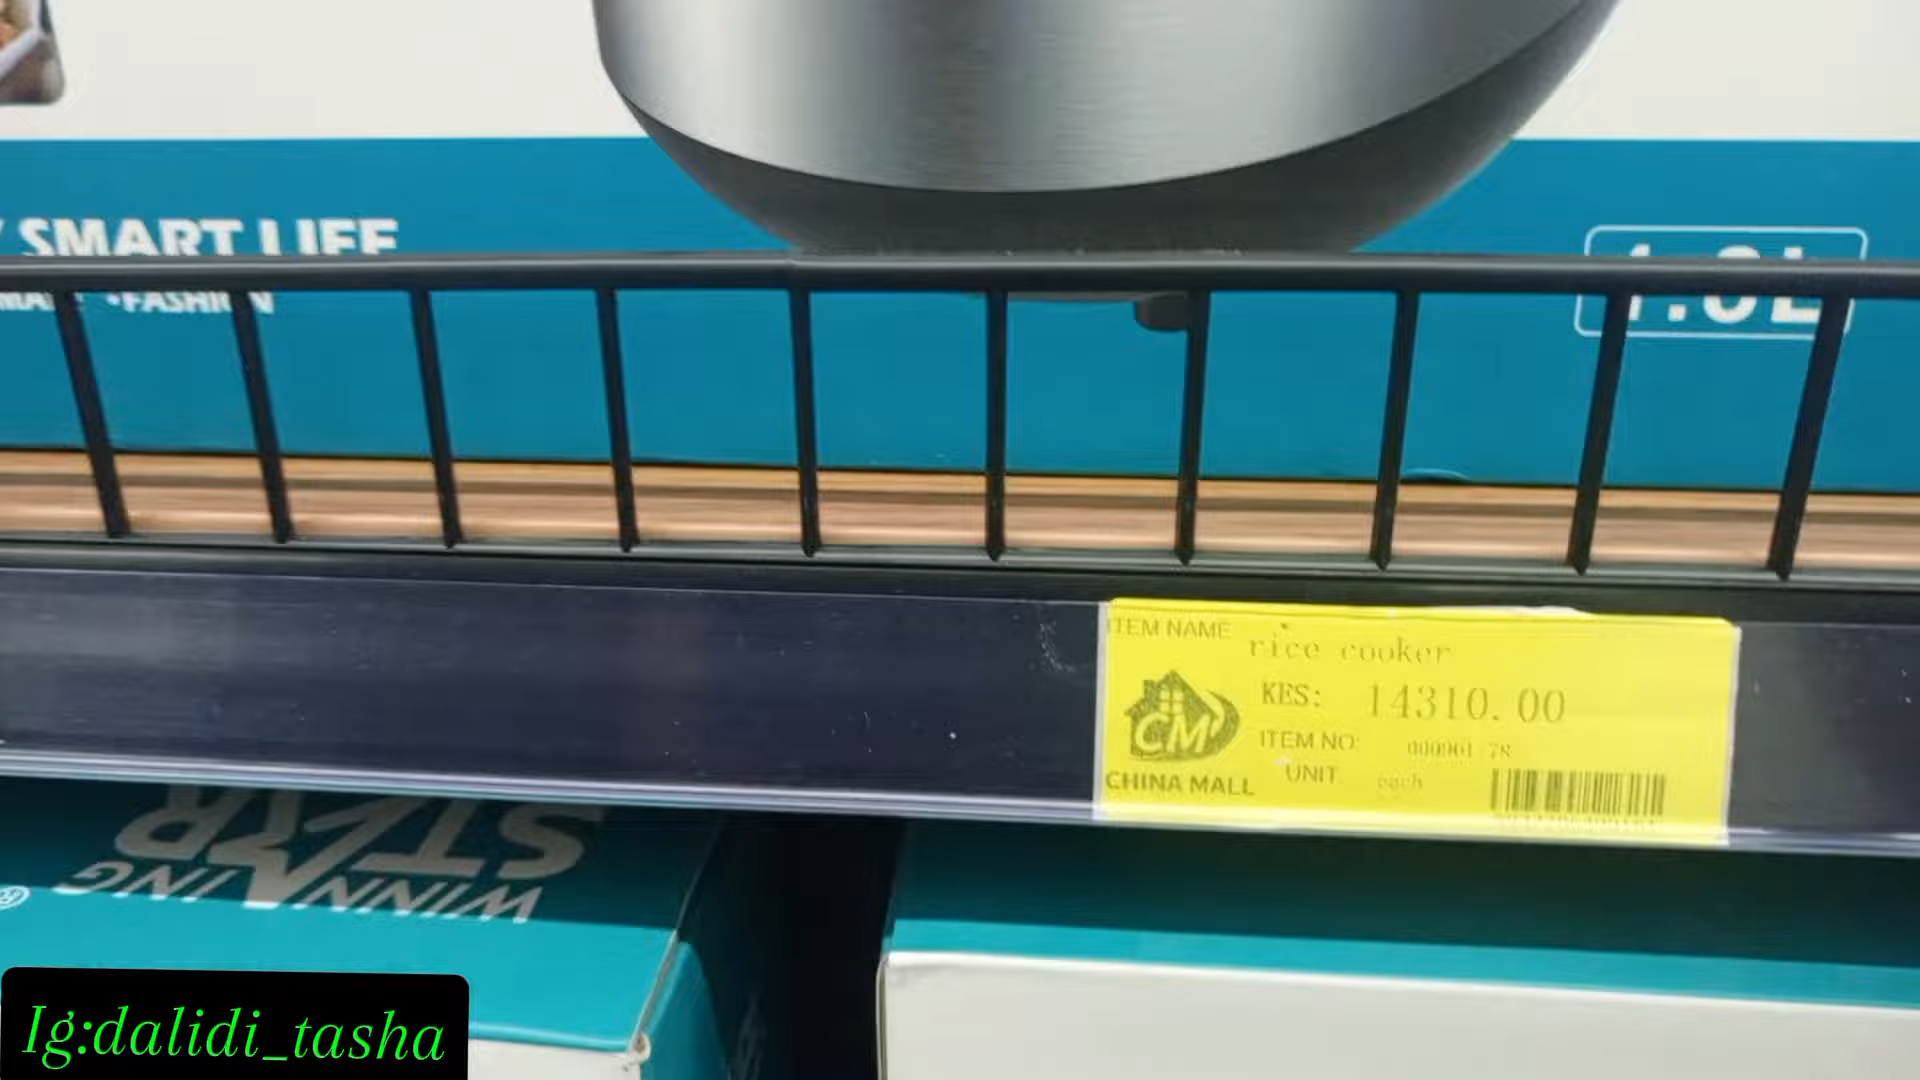 SMART LIFE
•FASHION
ITEM NAME rice cooker
KES: 14310.00
CM
ITEM NO:
UNIT each
CHINA MALL
WINNING
STAR
®
Ig:dalidi_tasha